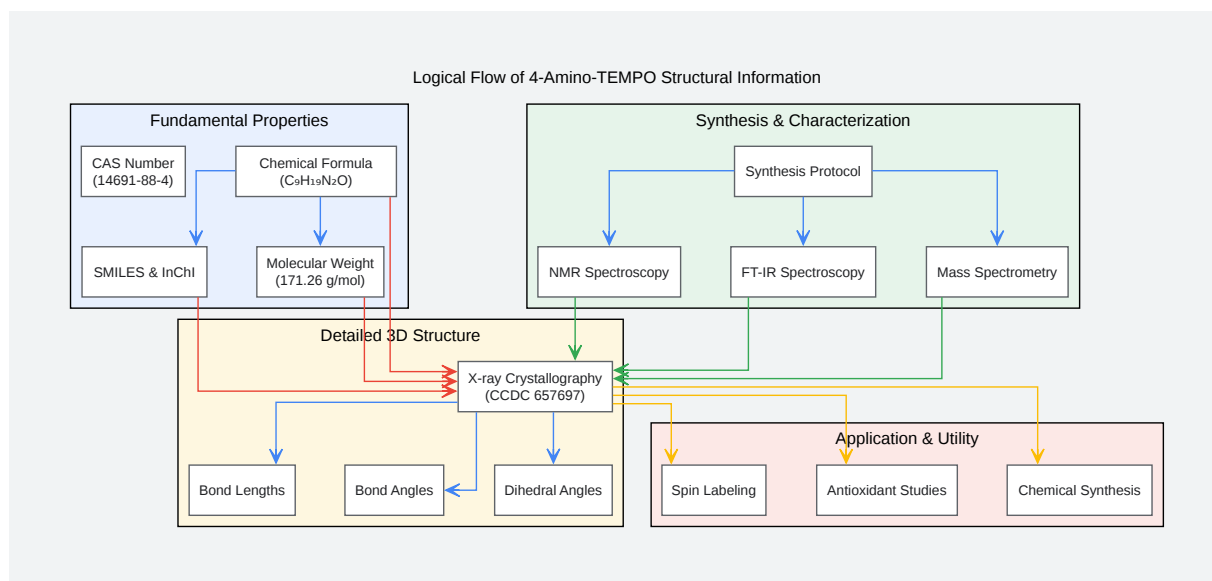 Logical Flow of 4-Amino-TEMPO Structural Information
Fundamental Properties
CAS Number
(14691-88-4)
Chemical Formula
(C₉H₁₉N₂O)
SMILES & InChI
Molecular Weight
(171.26 g/mol)
Synthesis & Characterization
Synthesis Protocol
NMR Spectroscopy
FT-IR Spectroscopy
Mass Spectrometry
Detailed 3D Structure
X-ray Crystallography
(CCDC 657697)
Bond Lengths
Bond Angles
Dihedral Angles
Application & Utility
Spin Labeling
Antioxidant Studies
Chemical Synthesis